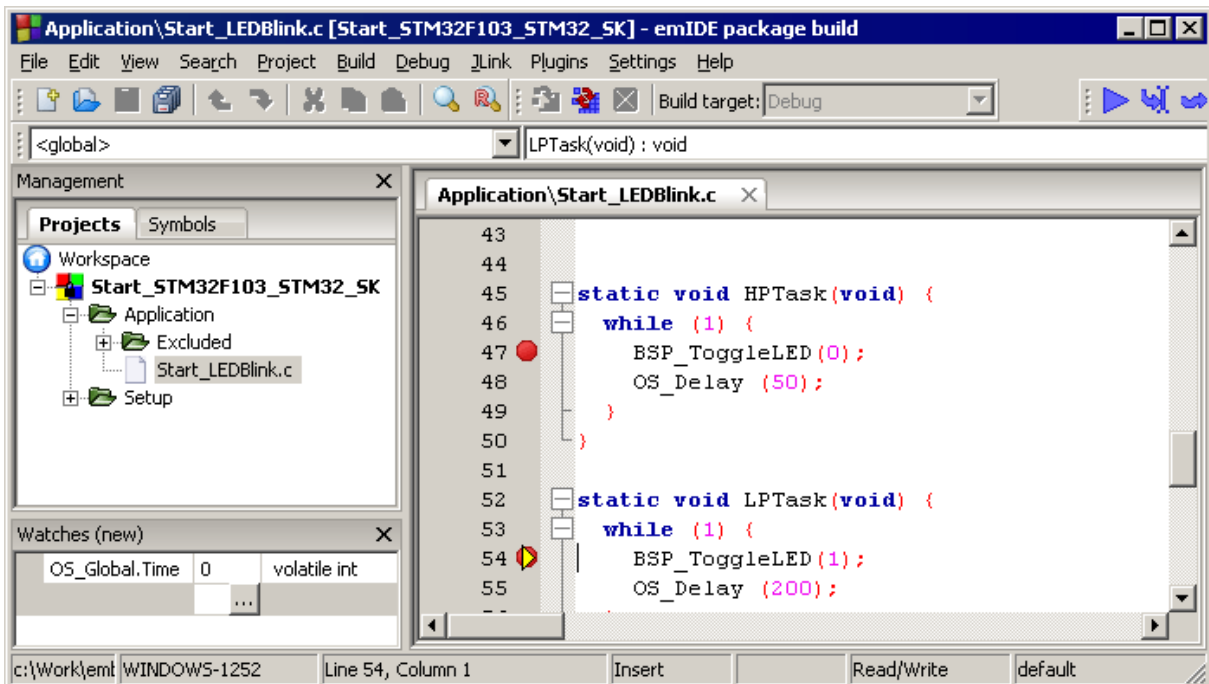 Application\Start_LEDBlink.c [Start_STM32F103_STM32_SK] - emIDE package build
File Edit View Search Project Build Debug JLink Plugins Settings Help
Build target: Debug
<global> LPTask(void) : void
Management
Projects Symbols
Workspace
Start_STM32F103_STM32_SK
Application
Excluded
Start_LEDBlink.c
Setup
Watches (new)
OS_Global.Time 0 volatile int
...
Application\Start_LEDBlink.c
43
44
45 static void HPTask(void) {
46 while (1) {
47 BSP_ToggleLED(0);
48 OS_Delay (50);
49 }
50 }
51
52 static void LPTask(void) {
53 while (1) {
54 BSP_ToggleLED(1);
55 OS_Delay (200);
c:\Work\emb WINDOWS-1252 Line 54, Column 1 Insert Read/Write default